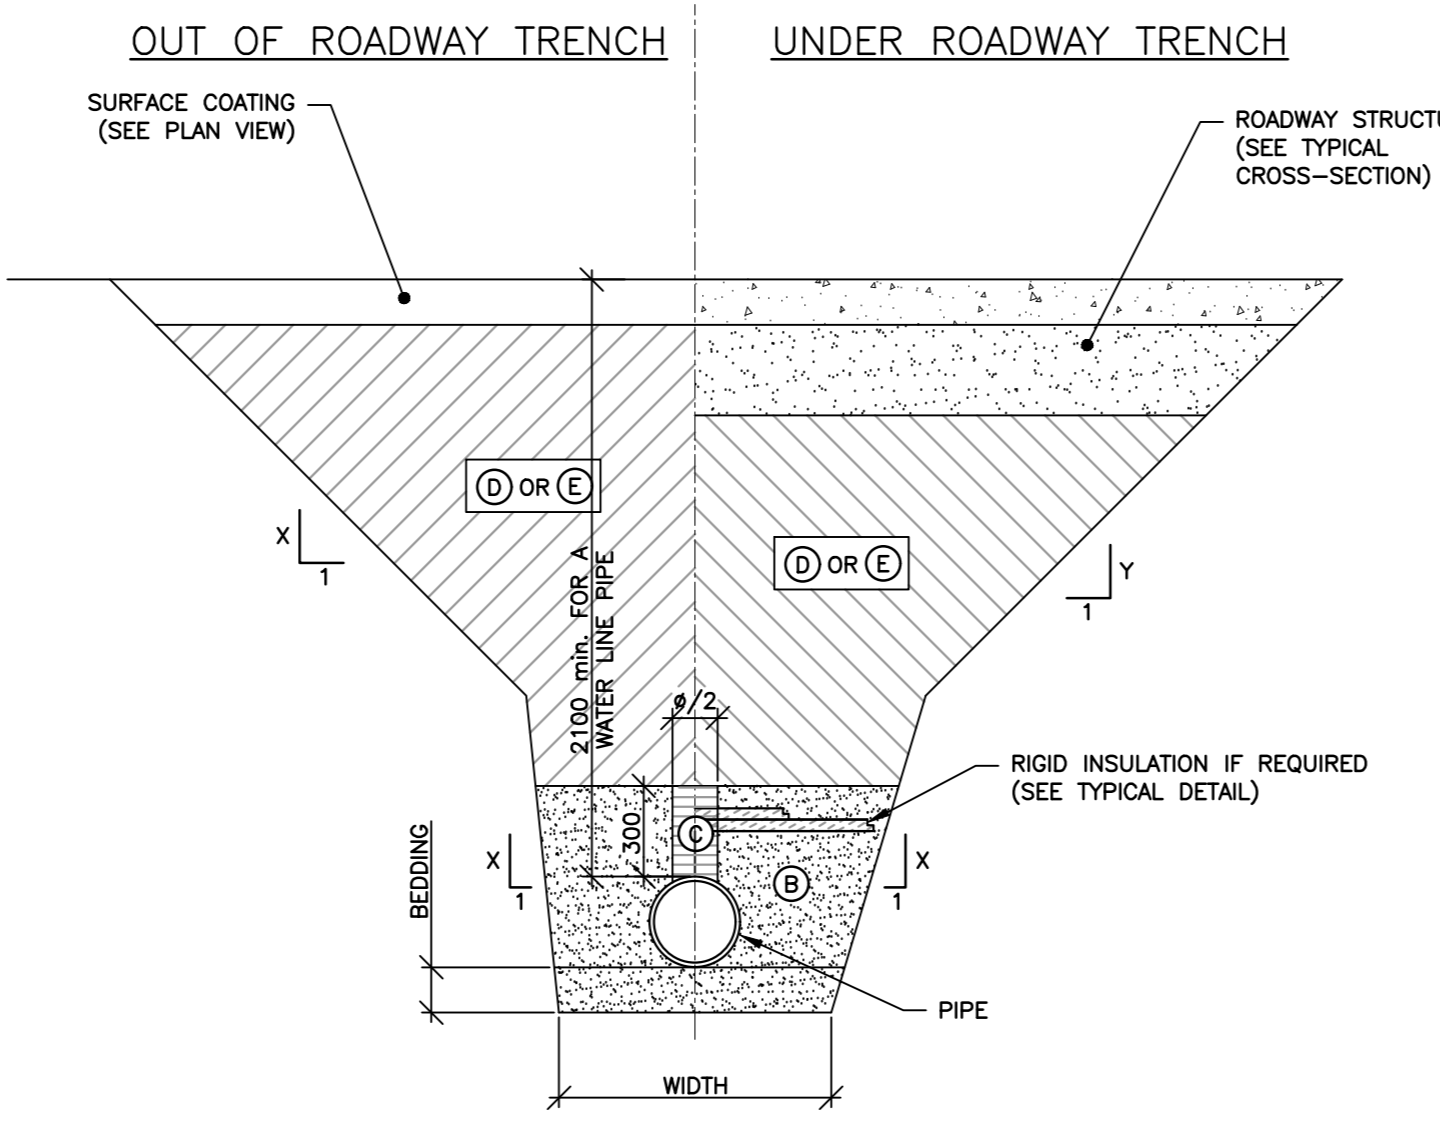 OUT OF ROADWAY TRENCH
UNDER ROADWAY TRENCH
SURFACE COATING
(SEE PLAN VIEW)
ROADWAY STRUCTU
(SEE TYPICAL
CROSS-SECTION)
D OR E
D OR E
X
1
Y
1
2100 min. FOR A
WATER LINE PIPE
ø/2
RIGID INSULATION IF REQUIRED
(SEE TYPICAL DETAIL)
300
C
B
X
1
X
1
BEDDING
PIPE
WIDTH